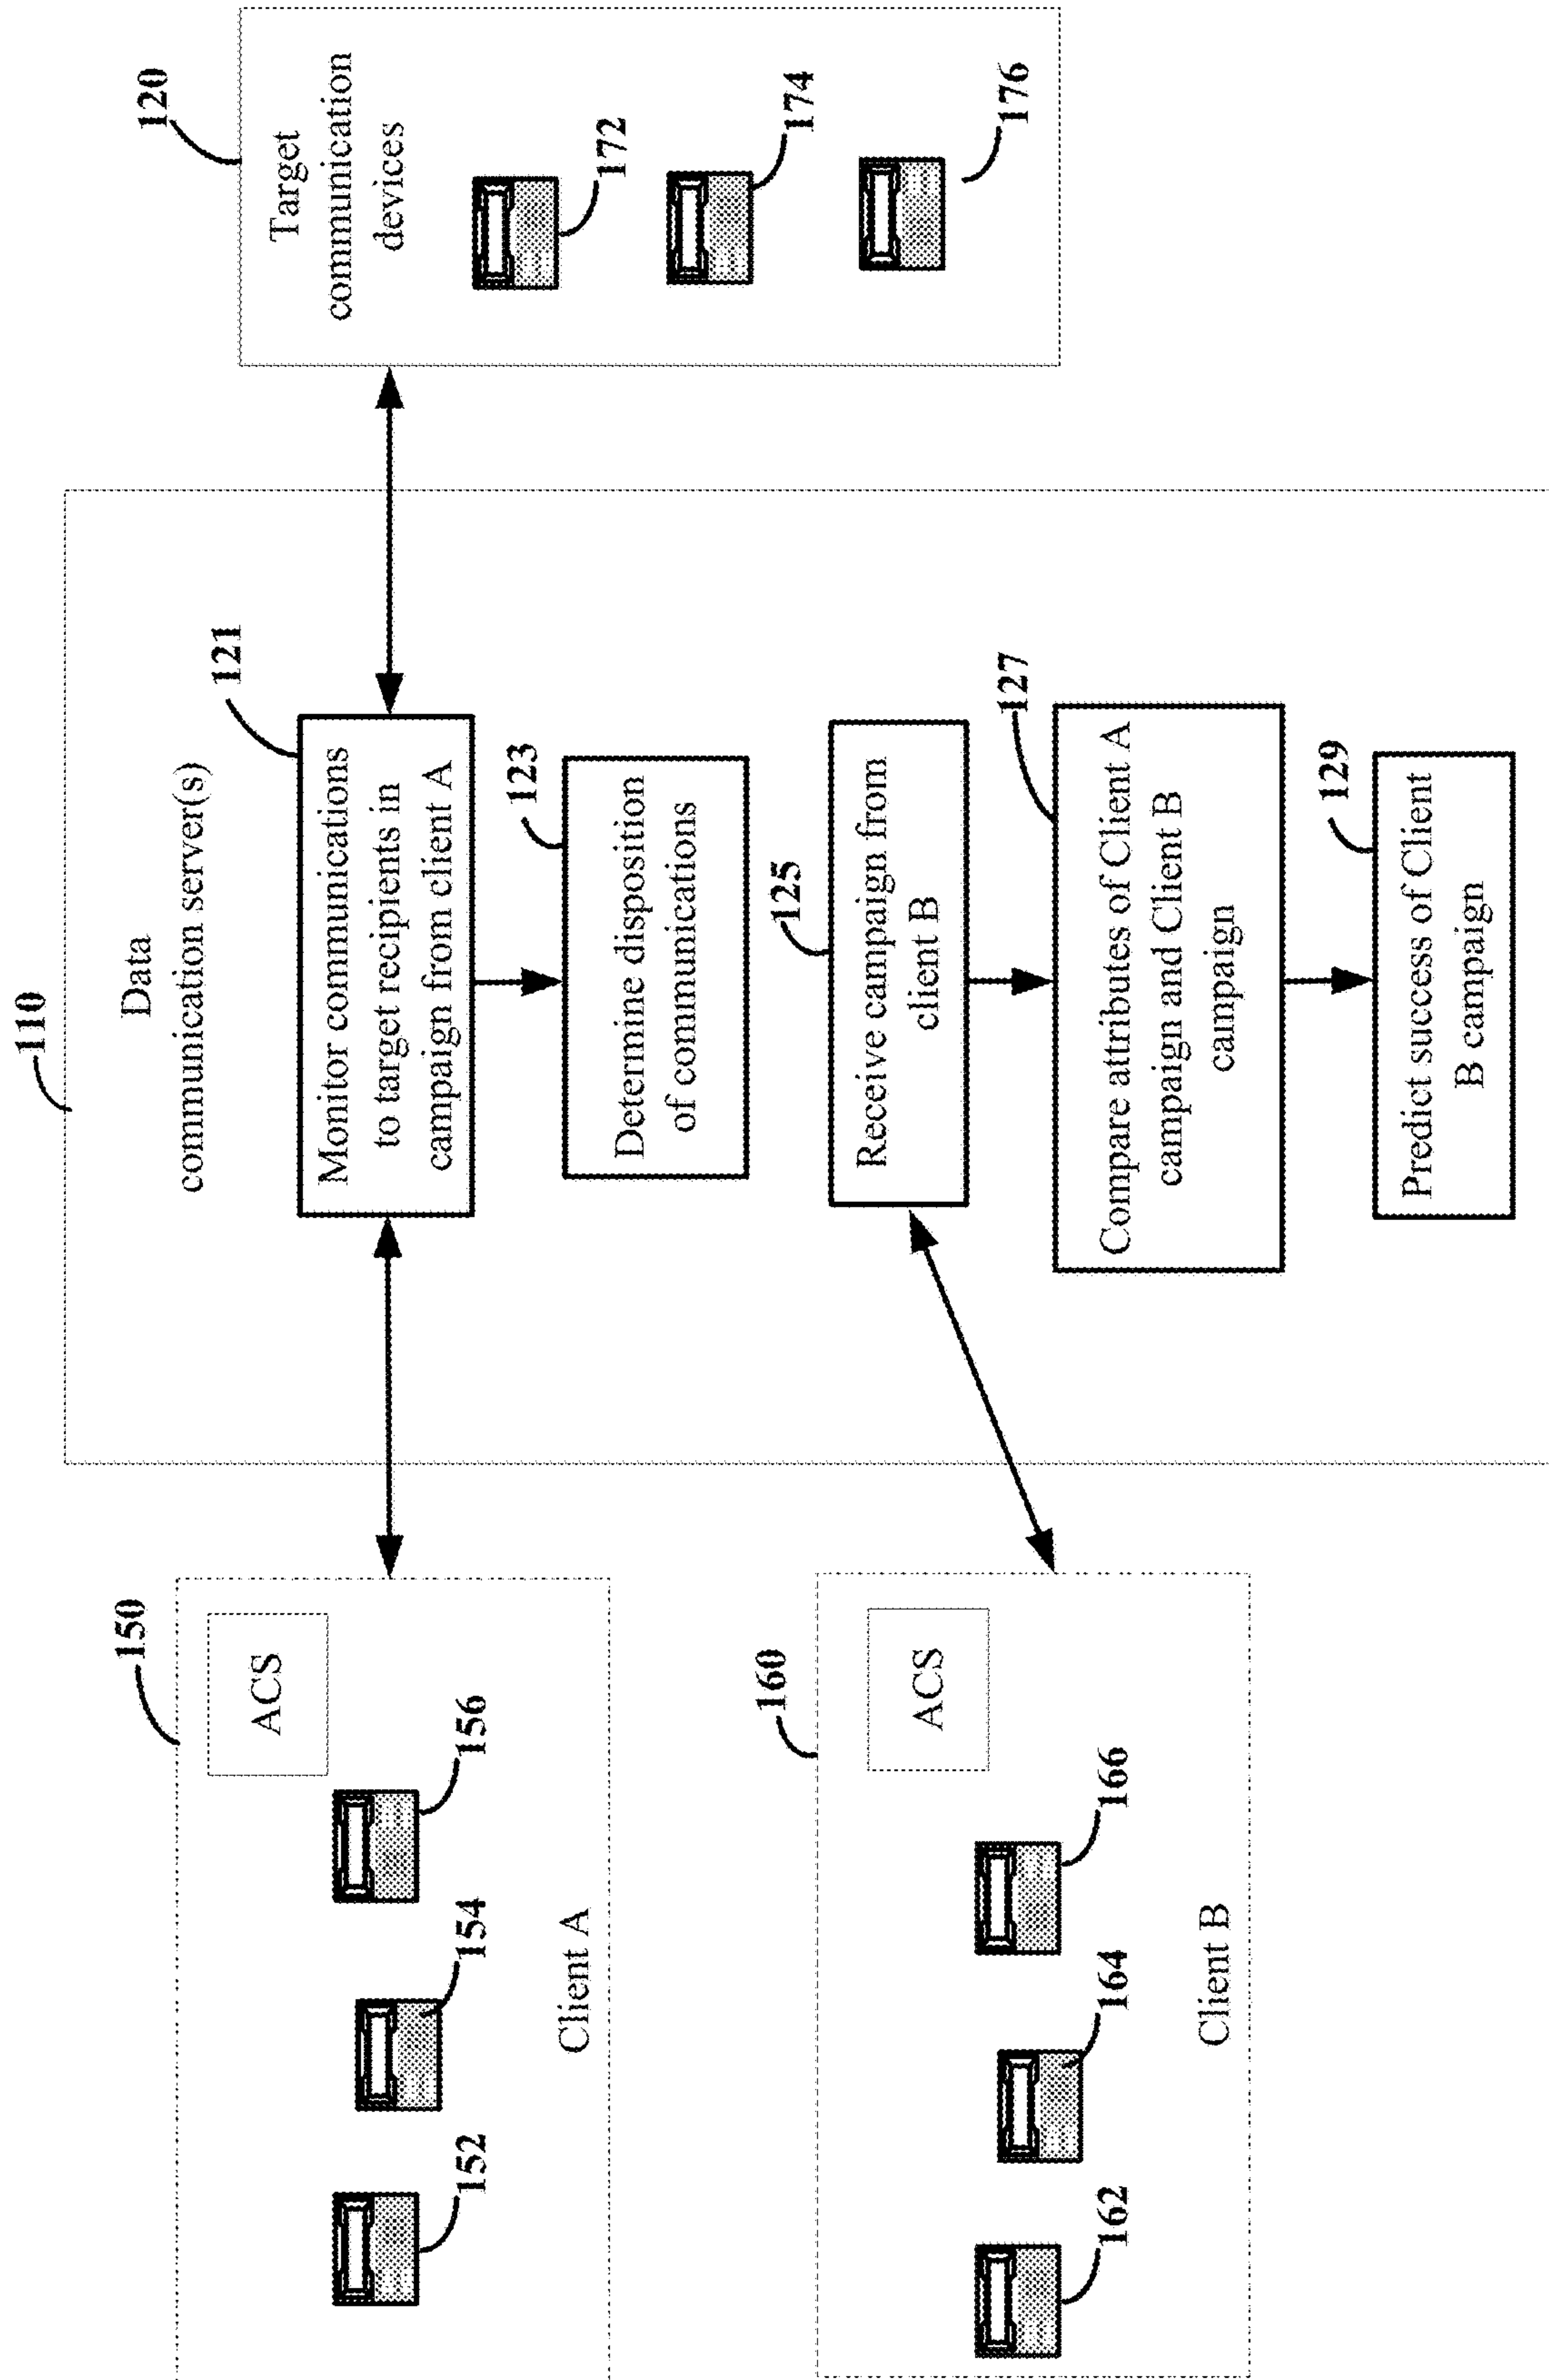 110
Data
communication server(s)
120
Target
communication
devices
172
174
176
121
Monitor communications
to target recipients in
campaign from client A
123
Determine disposition
of communications
125
Receive campaign from
client B
127
Compare attributes of Client A
campaign and Client B
campaign
129
Predict success of Client
B campaign
150
ACS
152
154
156
Client A
160
ACS
162
164
166
Client B